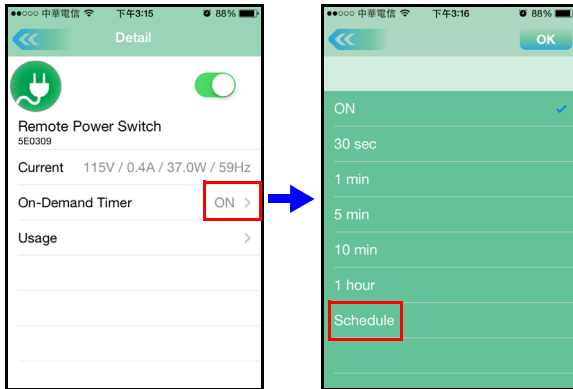 中華電信 下午3:15 88%
Detail
Remote Power Switch
5E0309
Current 115V / 0.4A / 37.0W / 59Hz
On-Demand Timer ON
Usage
中華電信 下午3:16 88%
OK
ON
30 sec
1 min
5 min
10 min
1 hour
Schedule